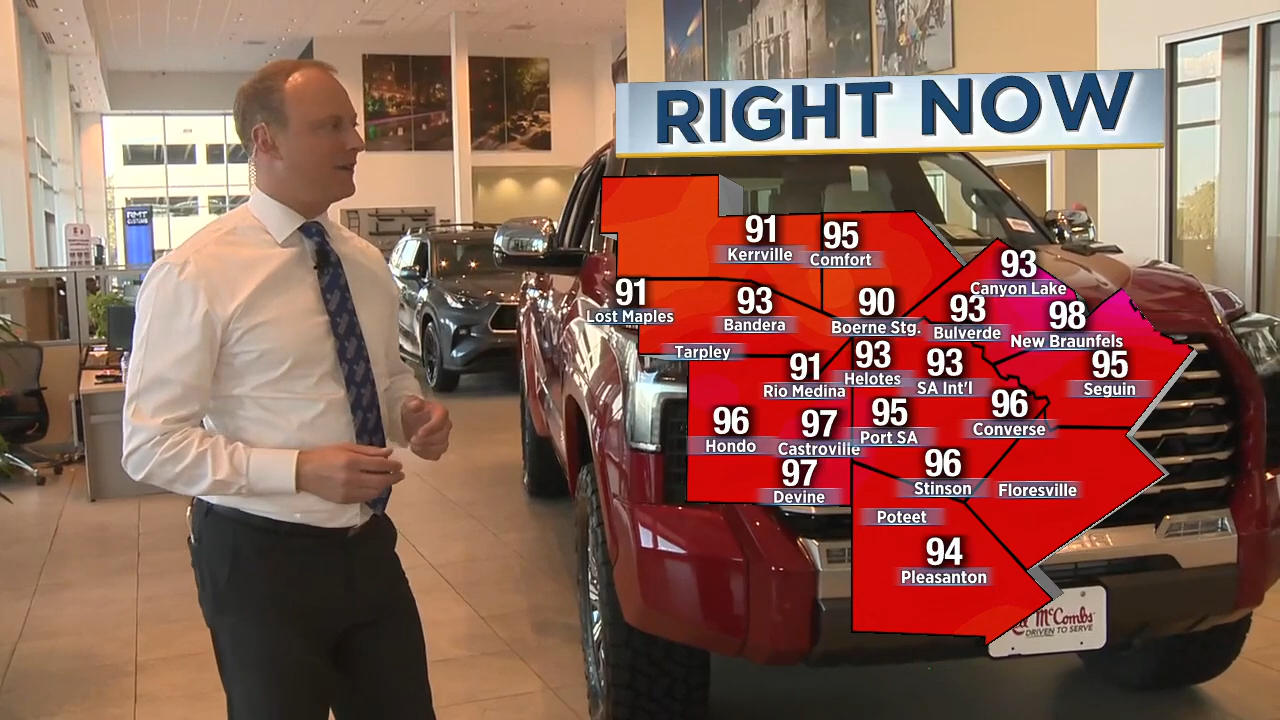 RIGHT NOW
91
Kerrville
95
Comfort
93
Canyon Lake
91
Lost Maples
93
Bandera
90
Boerne Stg.
93
Bulverde
98
New Braunfels
Tarpley
91
Rio Medina
93
Helotes
93
SA Int'l
95
Seguin
96
Hondo
97
Castroville
95
Port SA
96
Converse
97
Devine
96
Stinson
Floresville
Poteet
94
Pleasanton
McCombs
DRIVEN TO SERVE
RMT